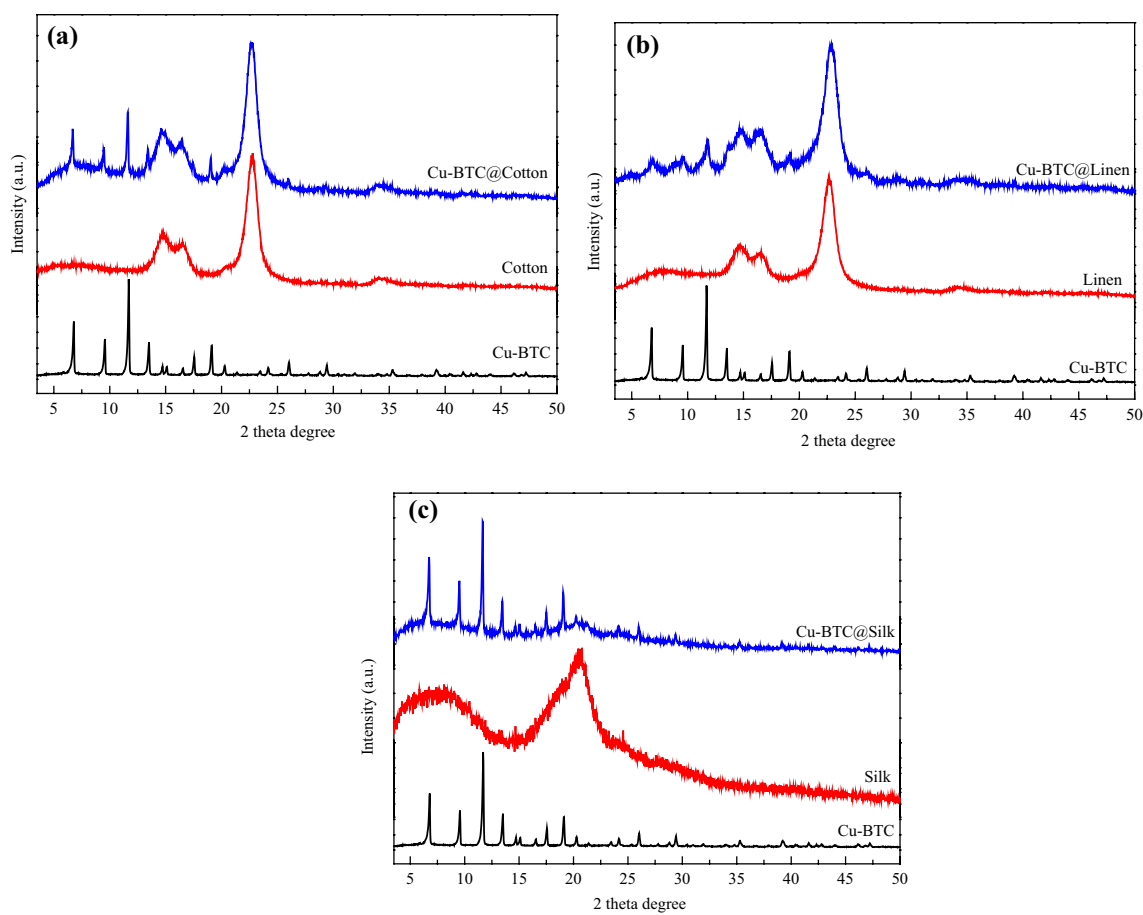 (a)
Intensity (a.u.)
Cu-BTC@Cotton
Cotton
Cu-BTC
5 10 15 20 25 30 35 40 45 50
2 theta degree
(b)
Intensity (a.u.)
Cu-BTC@Linen
Linen
Cu-BTC
5 10 15 20 25 30 35 40 45 50
2 theta degree
(c)
Intensity (a.u.)
Cu-BTC@Silk
Silk
Cu-BTC
5 10 15 20 25 30 35 40 45 50
2 theta degree